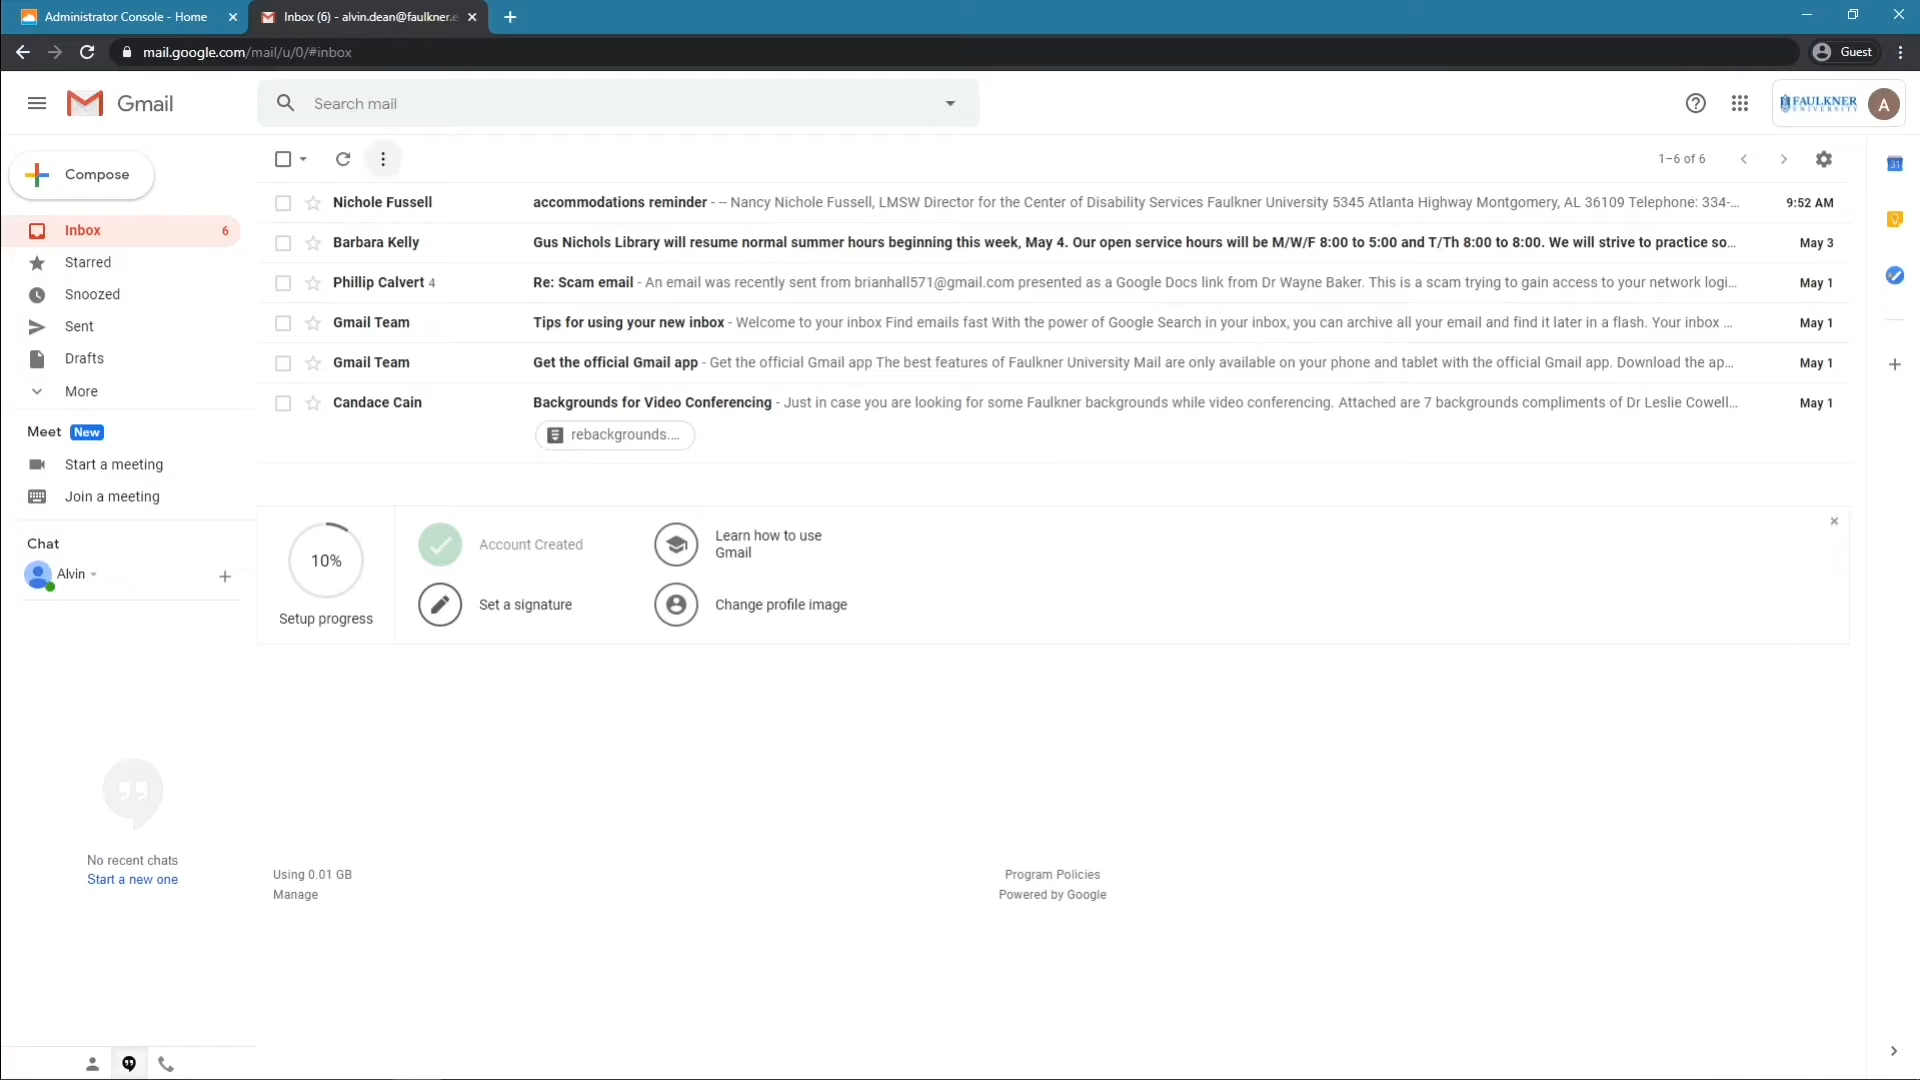 Administrator Console - Home
Inbox (6) - alvin.dean@faulkner.e
mail.google.com/mail/u/0/#inbox
Guest
Gmail
Search mail
FAULKNER
UNIVERSITY
A
Compose
1–6 of 6
31
Inbox 6
Starred
Snoozed
Sent
Drafts
More
Nichole Fussell accommodations reminder - -- Nancy Nichole Fussell, LMSW Director for the Center of Disability Services Faulkner University 5345 Atlanta Highway Montgomery, AL 36109 Telephone: 334-... 9:52 AM
Barbara Kelly Gus Nichols Library will resume normal summer hours beginning this week, May 4. Our open service hours will be M/W/F 8:00 to 5:00 and T/Th 8:00 to 8:00. We will strive to practice so... May 3
Phillip Calvert 4 Re: Scam email - An email was recently sent from brianhall571@gmail.com presented as a Google Docs link from Dr Wayne Baker. This is a scam trying to gain access to your network logi... May 1
Gmail Team Tips for using your new inbox - Welcome to your inbox Find emails fast With the power of Google Search in your inbox, you can archive all your email and find it later in a flash. Your inbox ... May 1
Gmail Team Get the official Gmail app - Get the official Gmail app The best features of Faulkner University Mail are only available on your phone and tablet with the official Gmail app. Download the ap... May 1
Candace Cain Backgrounds for Video Conferencing - Just in case you are looking for some Faulkner backgrounds while video conferencing. Attached are 7 backgrounds compliments of Dr Leslie Cowell... May 1
rebackgrounds....
Meet New
Start a meeting
Join a meeting
Chat
Alvin
10%
Setup progress
Account Created
Learn how to use
Gmail
Set a signature
Change profile image
No recent chats
Start a new one
Using 0.01 GB
Manage
Program Policies
Powered by Google